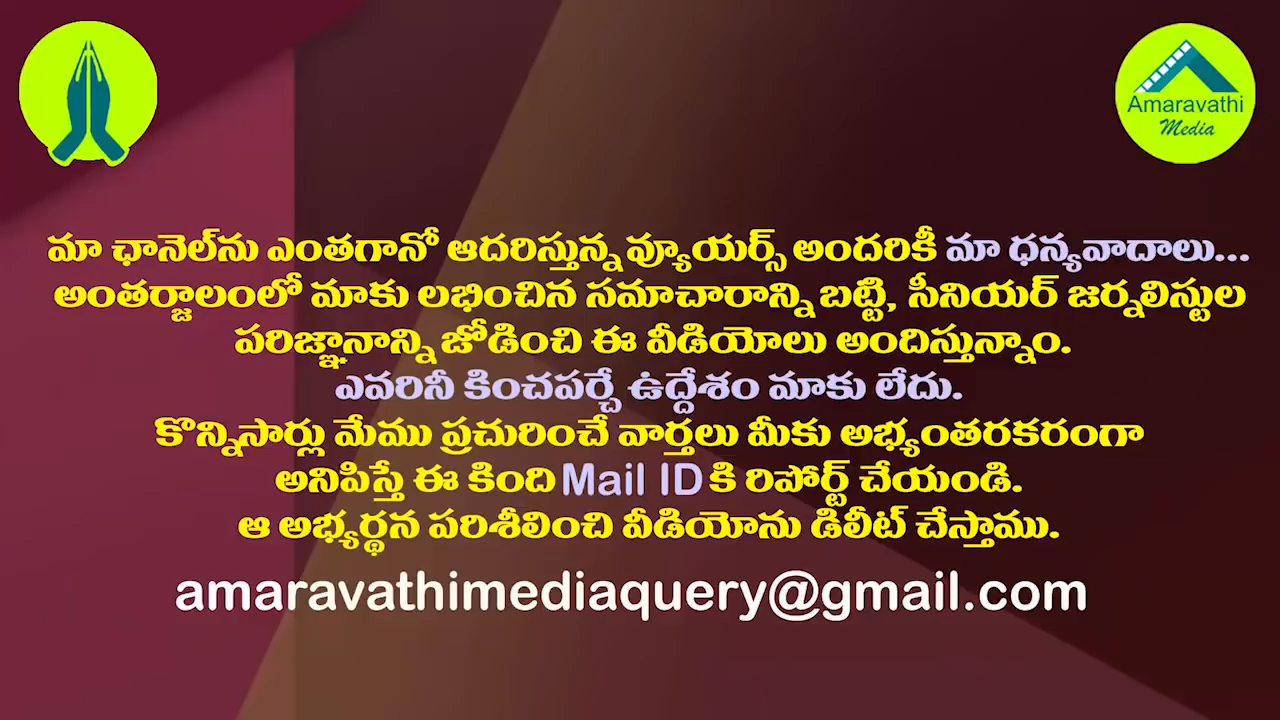 Amaravathi
Media
మా ఛానెల్‌ను ఎంతగానో ఆదరిస్తున్న వ్యూయర్స్ అందరికీ మా ధన్యవాదాలు...
అంతర్జాలంలో మాకు లభించిన సమాచారాన్ని బట్టి, సీనియర్ జర్నలిస్టుల
పరిజ్ఞానాన్ని జోడించి ఈ వీడియోలు అందిస్తున్నాం.
ఎవరినీ కించపర్చే ఉద్దేశం మాకు లేదు.
కొన్నిసార్లు మేము ప్రచురించే వార్తలు మీకు అభ్యంతరకరంగా
అనిపిస్తే ఈ కింది Mail ID కి రిపోర్ట్ చేయండి.
ఆ అభ్యర్థన పరిశీలించి వీడియోను డిలీట్ చేస్తాము.
amaravathimediaquery@gmail.com